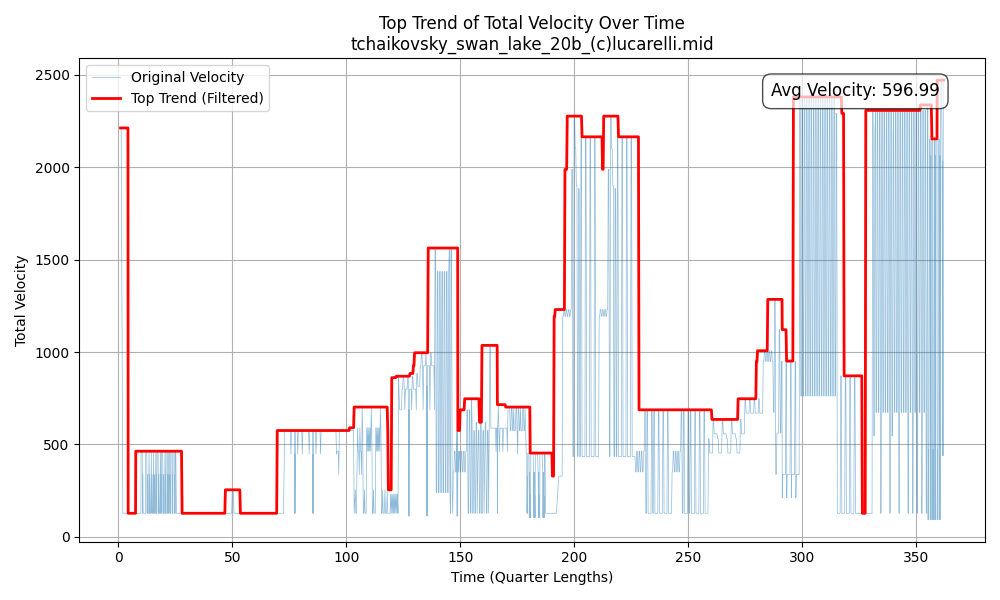 Top Trend of Total Velocity Over Time
tchaikovsky_swan_lake_20b_(c)lucarelli.mid
Original Velocity
Top Trend (Filtered)
Avg Velocity: 596.99
2500
2000
1500
1000
500
0
Total Velocity
0 50 100 150 200 250 300 350
Time (Quarter Lengths)